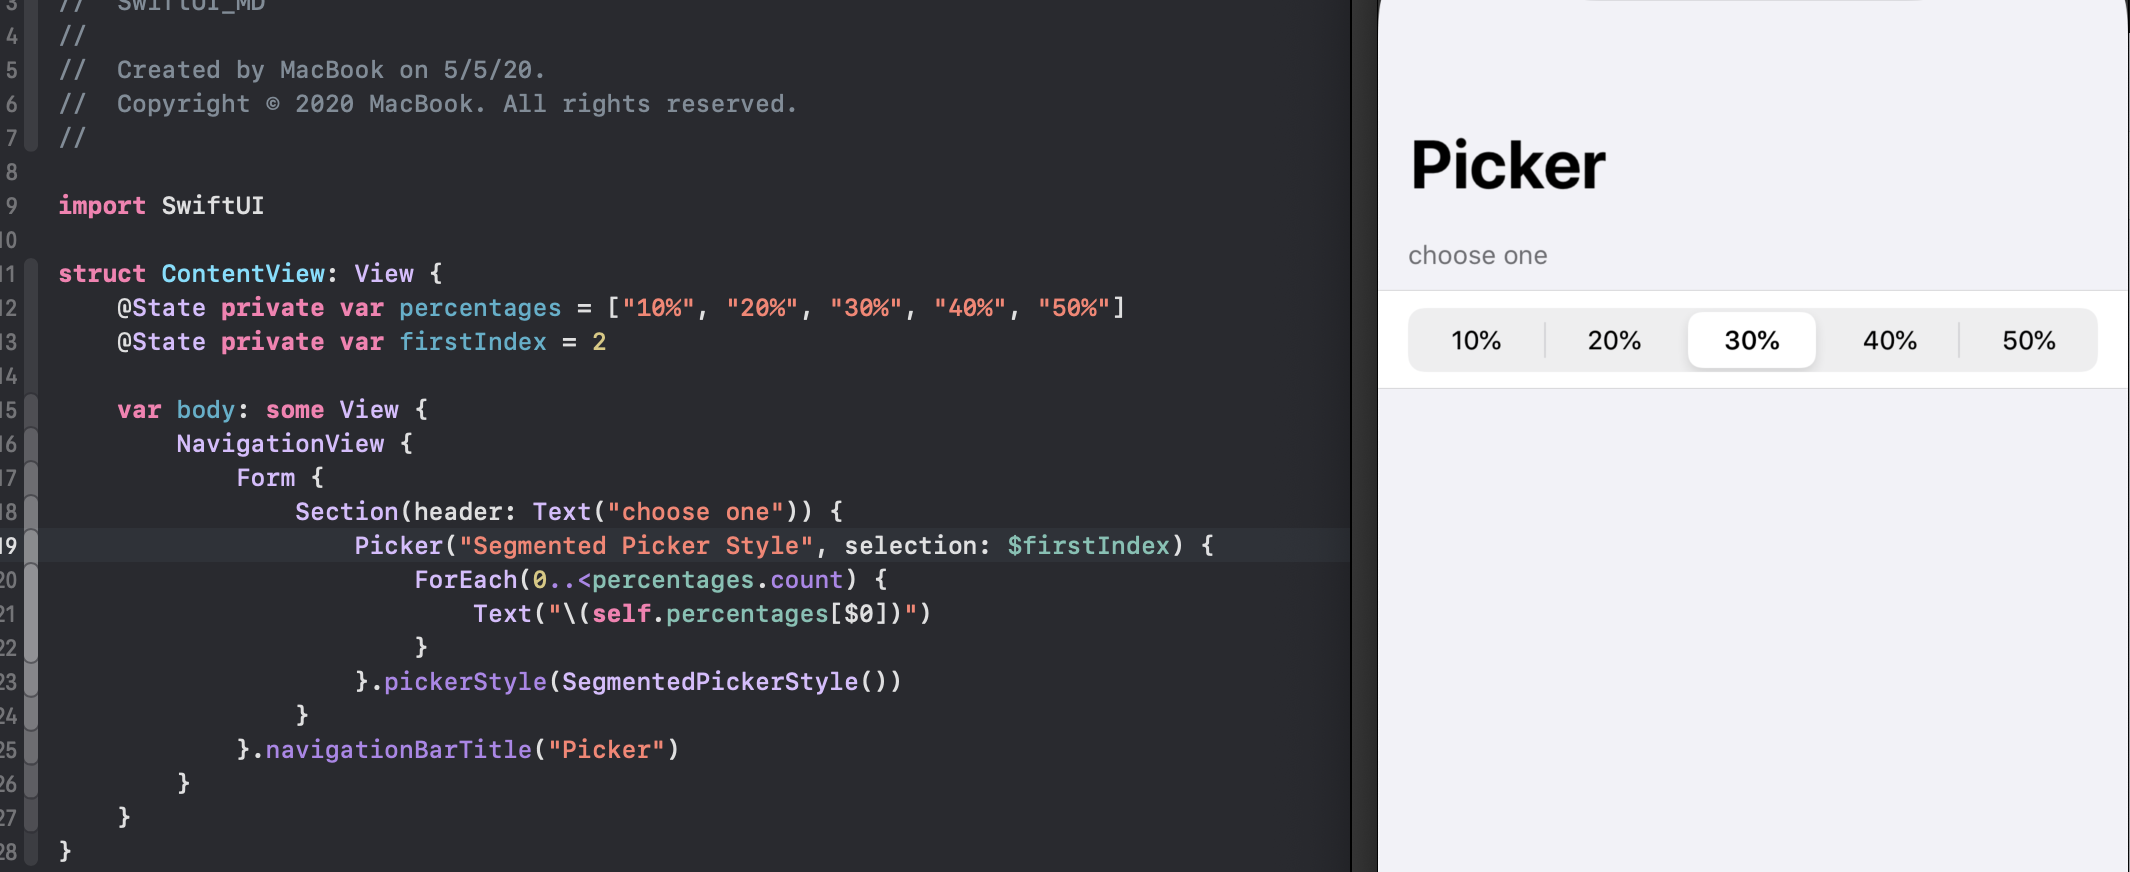 3 // SwiftUI_MD
4 //
5 // Created by MacBook on 5/5/20.
6 // Copyright © 2020 MacBook. All rights reserved.
7 //
8
9 import SwiftUI
10
11 struct ContentView: View {
12 @State private var percentages = ["10%", "20%", "30%", "40%", "50%"]
13 @State private var firstIndex = 2
14
15 var body: some View {
16 NavigationView {
17 Form {
18 Section(header: Text("choose one")) {
19 Picker("Segmented Picker Style", selection: $firstIndex) {
20 ForEach(0..<percentages.count) {
21 Text("\(self.percentages[$0])")
22 }
23 }.pickerStyle(SegmentedPickerStyle())
24 }
25 }.navigationBarTitle("Picker")
26 }
27 }
28 }
Picker
choose one
10% 20% 30% 40% 50%